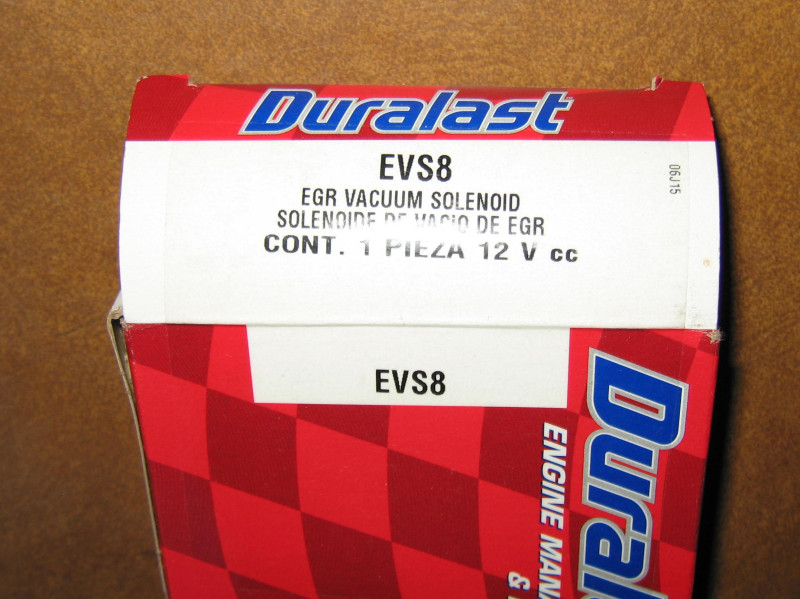 Duralast
EVS8
06J15
EGR VACUUM SOLENOID
SOLENOIDE DE VACIO DE EGR
CONT. 1 PIEZA 12 V cc
EVS8
Dural
ENGINE MAN
&